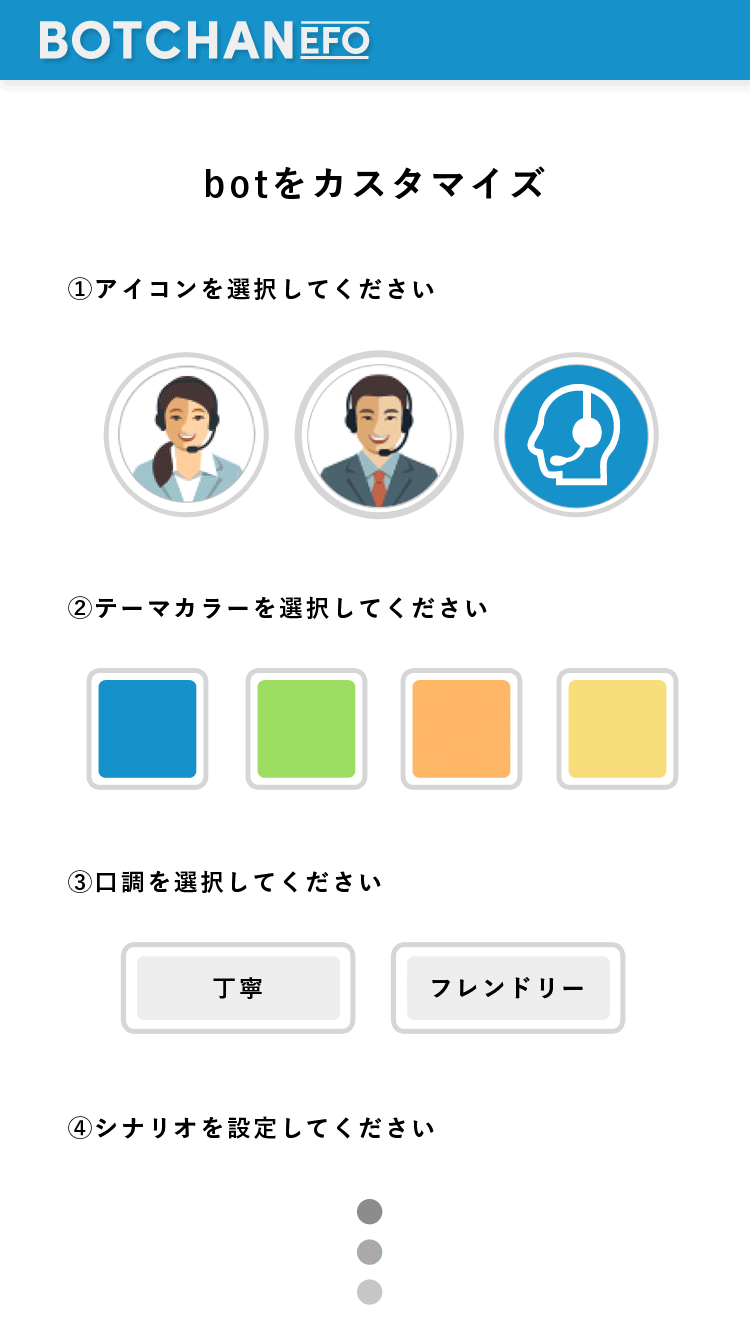 BOTCHAN EFO
botをカスタマイズ
①アイコンを選択してください
②テーマカラーを選択してください
③口調を選択してください
丁寧 フレンドリー
④シナリオを設定してください